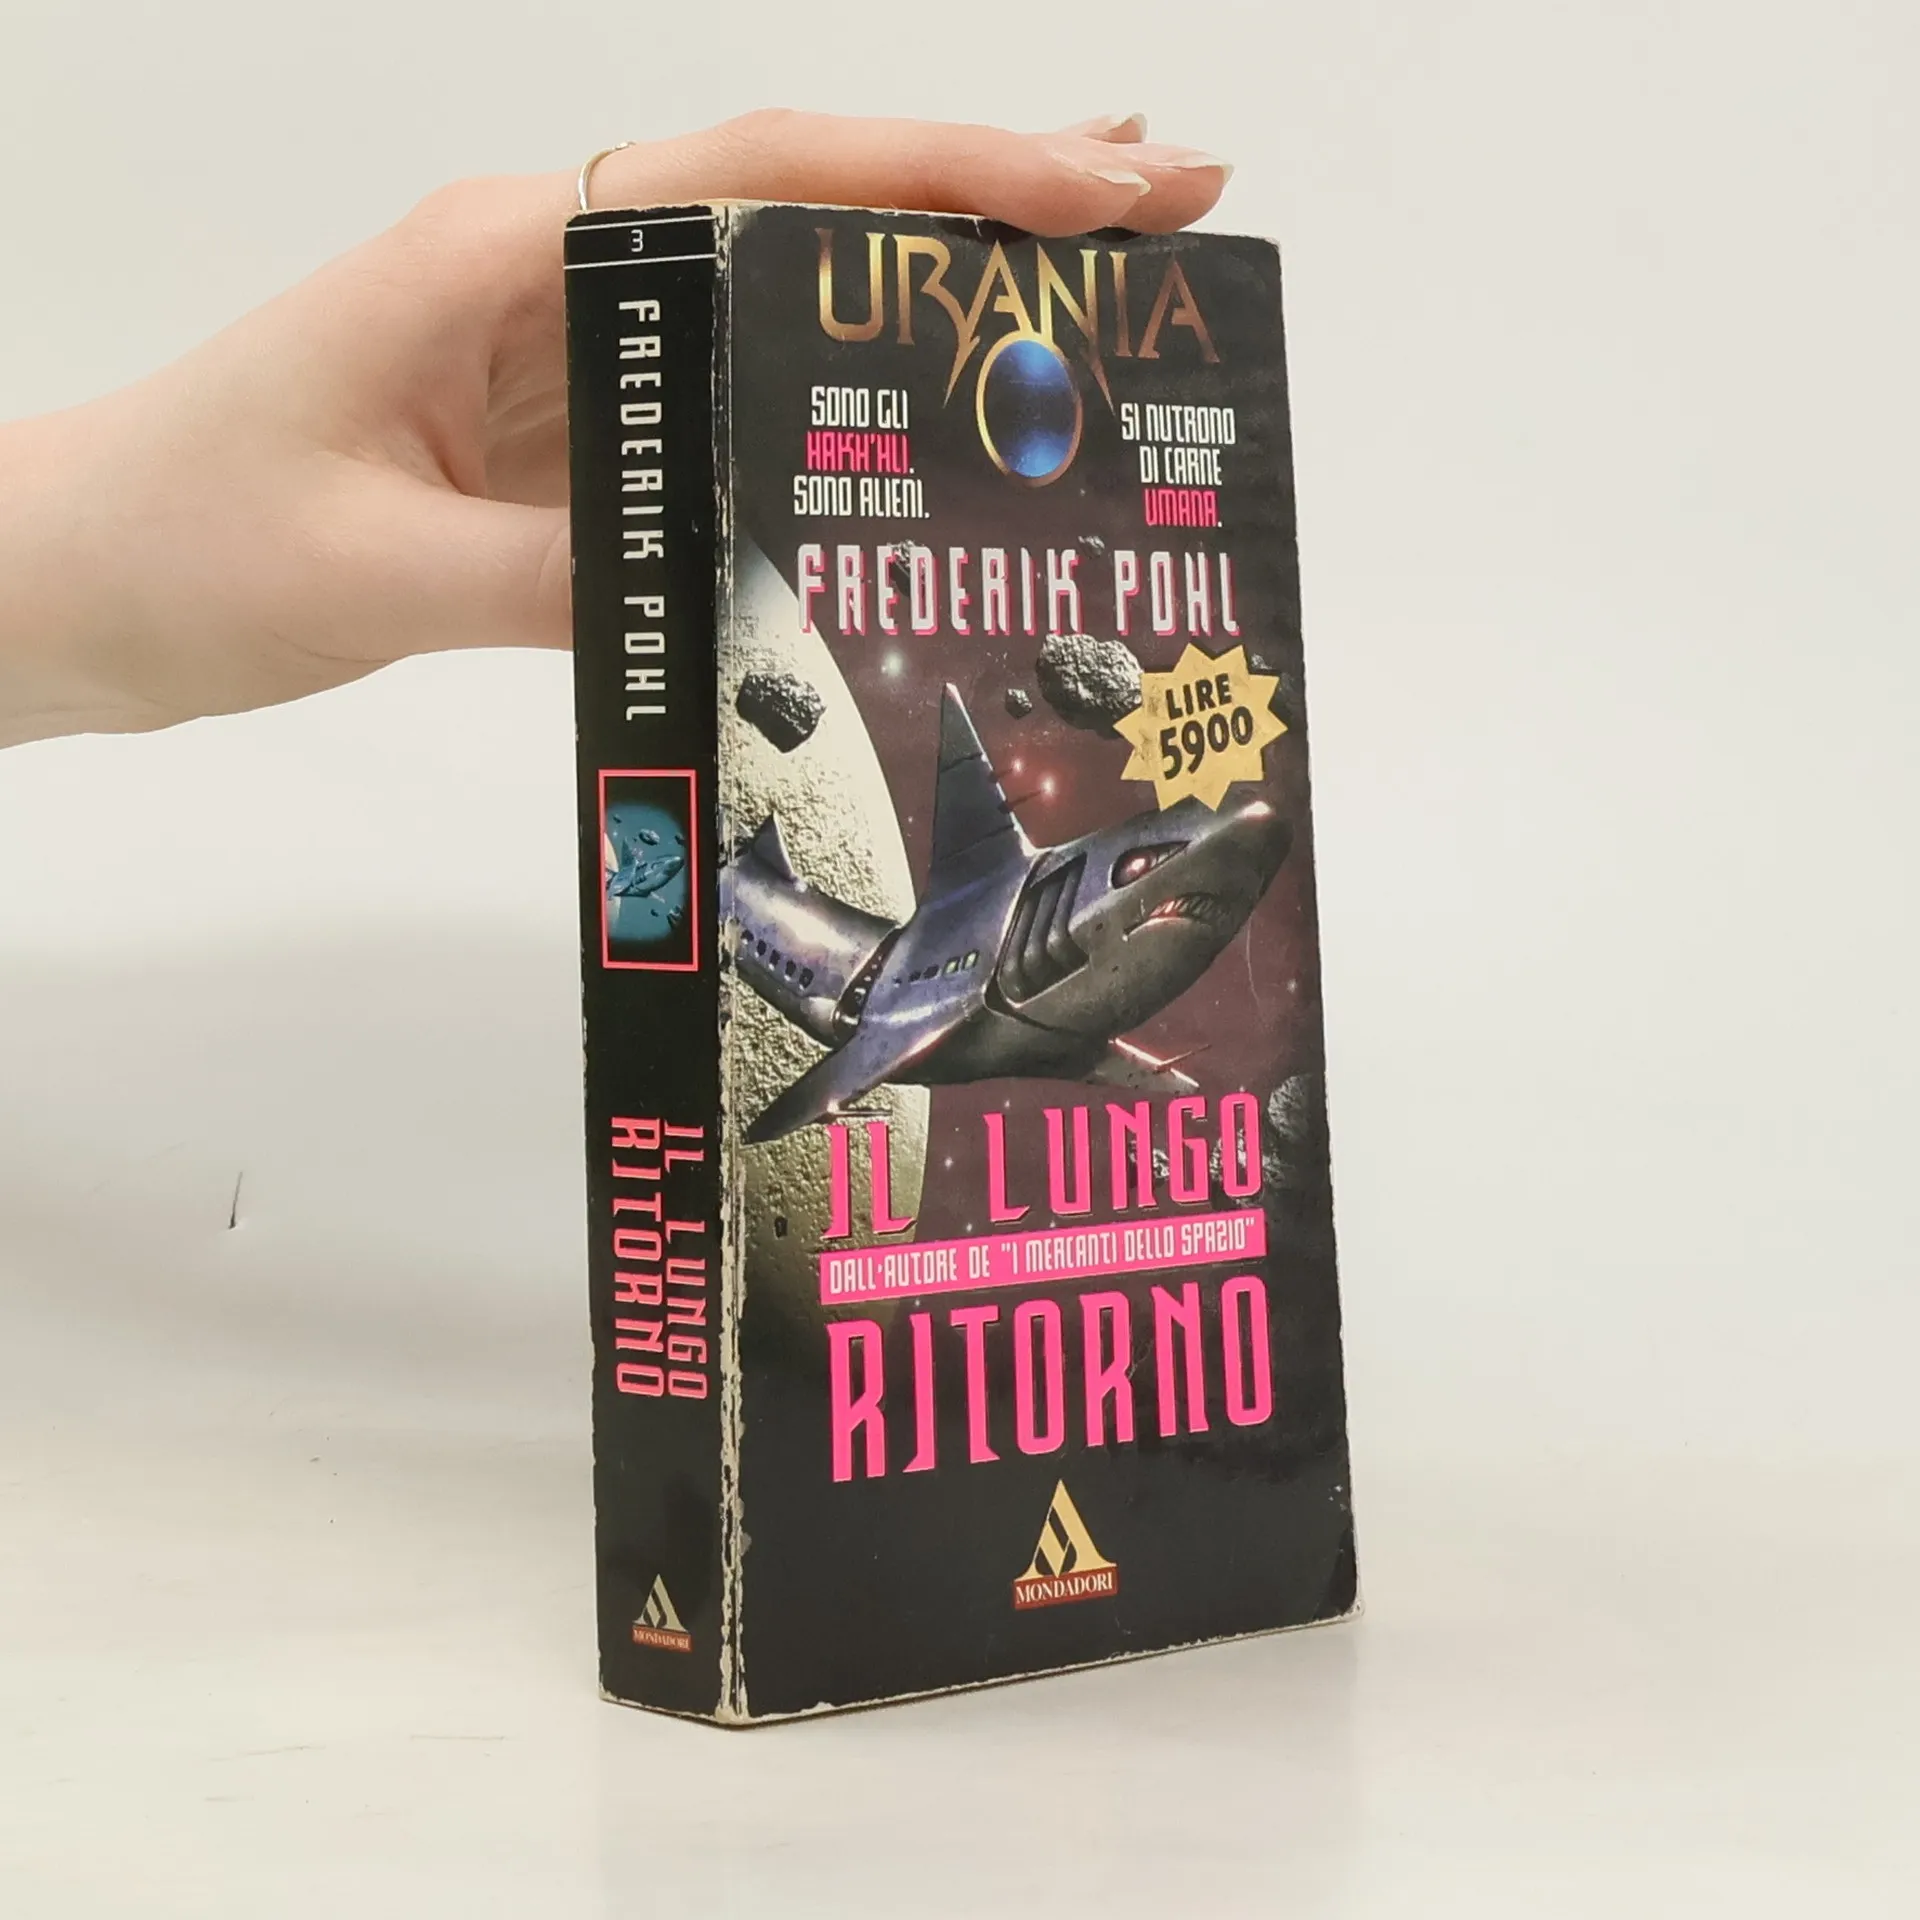 3
FREDERIK POHL
IL LUNGO
RITORNO
MONDADORI
URANIA
SONO GLI
HAKH'HLI.
SONO ALIENI.
SI NUTRONO
DI CARNE
UMANA.
FREDERIK POHL
LIRE
5900
IL LUNGO
DALL'AUTORE DE "I MERCANTI DELLO SPAZIO"
RITORNO
MONDADORI